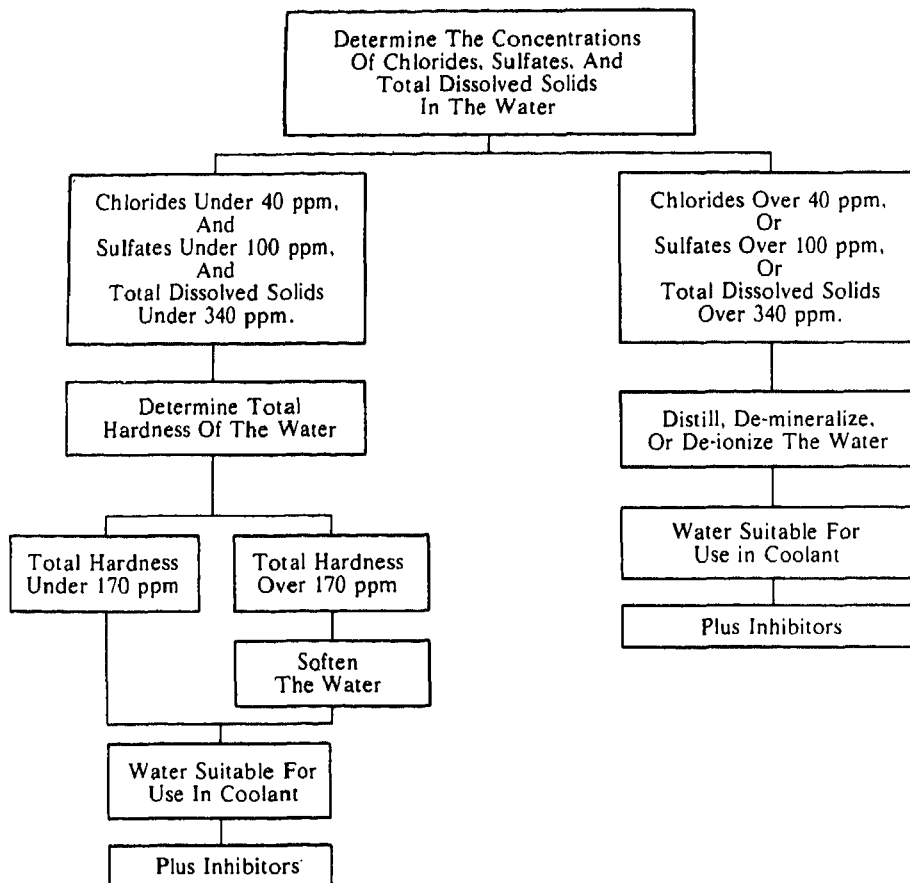 Determine The Concentrations
Of Chlorides, Sulfates, And
Total Dissolved Solids
In The Water
Chlorides Under 40 ppm,
And
Sulfates Under 100 ppm,
And
Total Dissolved Solids
Under 340 ppm.
Chlorides Over 40 ppm,
Or
Sulfates Over 100 ppm,
Or
Total Dissolved Solids
Over 340 ppm.
Determine Total
Hardness Of The Water
Distill, De-mineralize,
Or De-ionize The Water
Total Hardness
Under 170 ppm
Total Hardness
Over 170 ppm
Water Suitable For
Use in Coolant
Plus Inhibitors
Soften
The Water
Water Suitable For
Use In Coolant
Plus Inhibitors